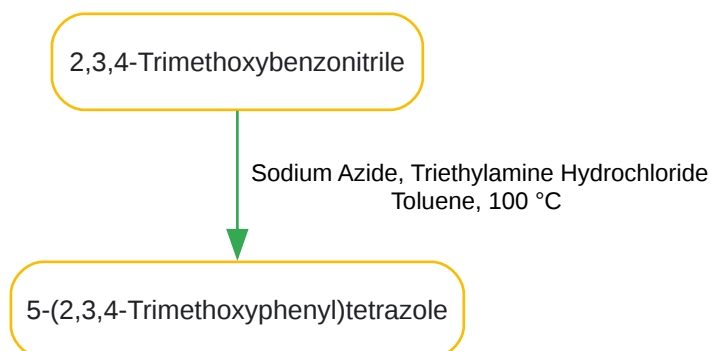 2,3,4-Trimethoxybenzonitrile
Sodium Azide, Triethylamine Hydrochloride
Toluene, 100 °C
5-(2,3,4-Trimethoxyphenyl)tetrazole